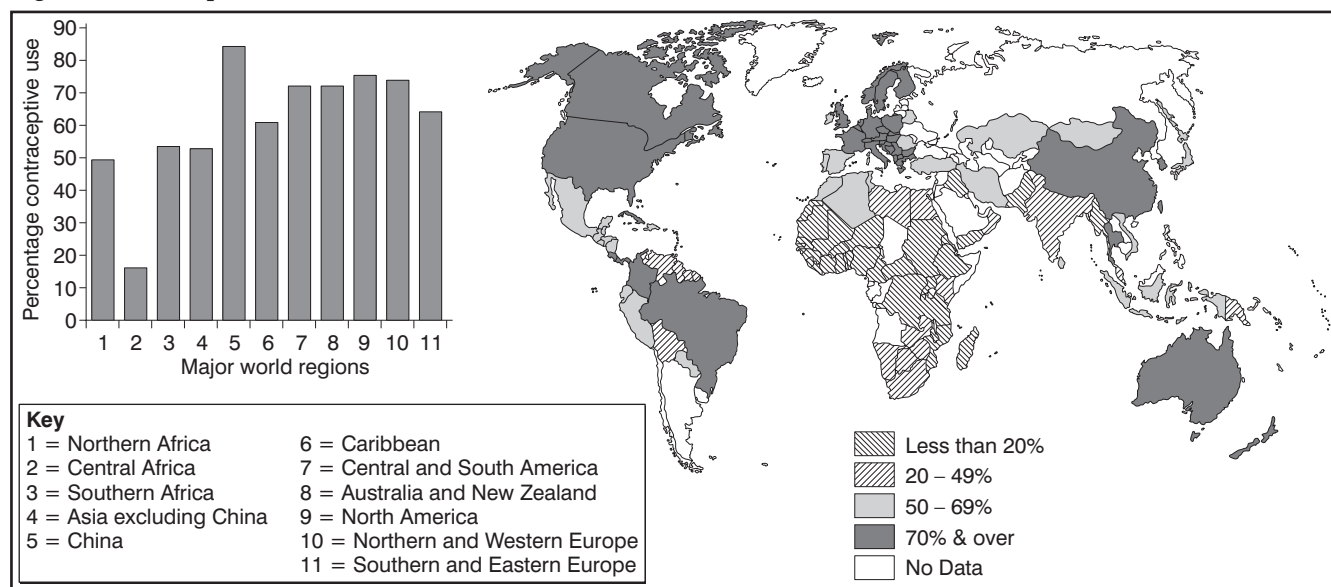 90
80
70
60
50
40
30
20
10
0
Percentage contraceptive use
1 2 3 4 5 6 7 8 9 10 11
Major world regions
Key
1 = Northern Africa
2 = Central Africa
3 = Southern Africa
4 = Asia excluding China
5 = China
6 = Caribbean
7 = Central and South America
8 = Australia and New Zealand
9 = North America
10 = Northern and Western Europe
11 = Southern and Eastern Europe
Less than 20%
20 – 49%
50 – 69%
70% & over
No Data